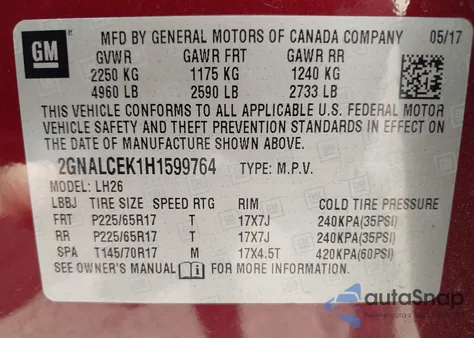 GM
MFD BY GENERAL MOTORS OF CANADA COMPANY 05/17
GVWR GAWR FRT GAWR RR
2250 KG 1175 KG 1240 KG
4960 LB 2590 LB 2733 LB
THIS VEHICLE CONFORMS TO ALL APPLICABLE U.S. FEDERAL MOTOR
VEHICLE SAFETY AND THEFT PREVENTION STANDARDS IN EFFECT ON
THE DATE OF MANUFACTURE SHOWN ABOVE.
2GNALCEK1H1599764 TYPE: M.P.V.
MODEL: LH26
LBBJ TIRE SIZE SPEED RTG RIM COLD TIRE PRESSURE
FRT P225/65R17 T 17X7J 240KPA(35PSI)
RR P225/65R17 T 17X7J 240KPA(35PSI)
SPA T145/70R17 M 17X4.5T 420KPA(60PSI)
SEE OWNER'S MANUAL FOR MORE INFORMATION.
autaSnap